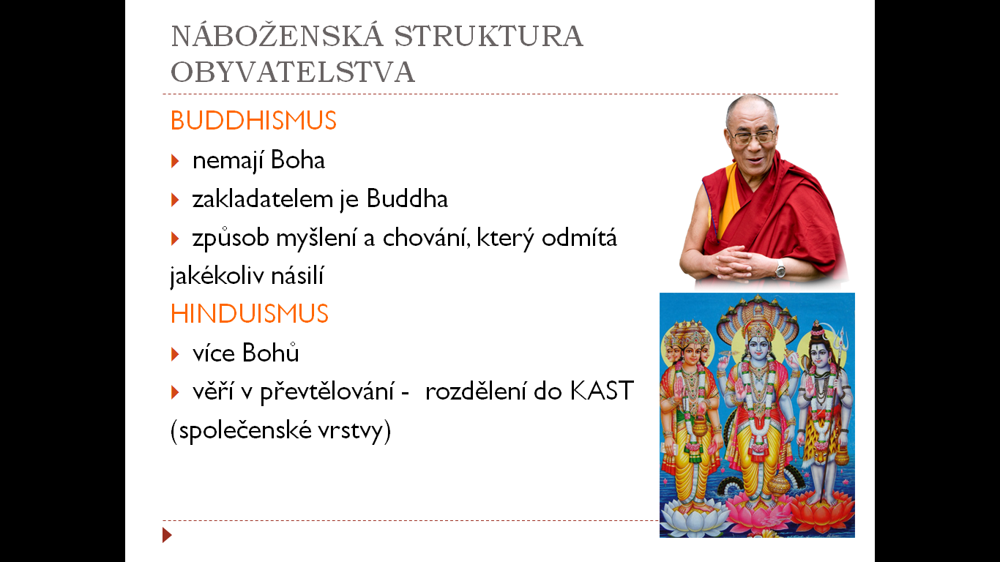 NÁBOŽENSKÁ STRUKTURA
OBYVATELSTVA
BUDDHISMUS
nemají Boha
zakladatelem je Buddha
způsob myšlení a chování, který odmítá
jakékoliv násilí
HINDUISMUS
více Bohů
věří v převtělování - rozdělení do KAST
(společenské vrstvy)